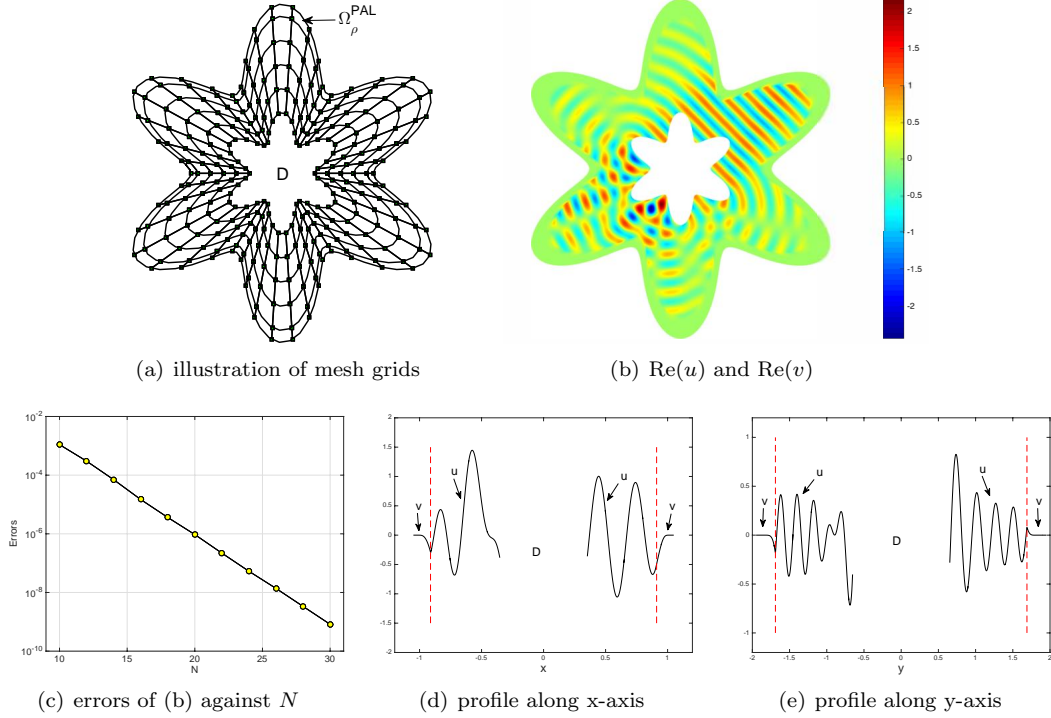 Ω_ρ^PAL
D
2
1.5
1
0.5
0
-0.5
-1
-1.5
-2
(a) illustration of mesh grids
(b) Re(u) and Re(v)
10^-2
10^-4
10^-6
10^-8
10^-10
Errors
10 15 20 25 30
N
(c) errors of (b) against N
1.5
1
0.5
0
-0.5
-1
-1.5
2
v
u
D
u
v
-1 -0.5 0 0.5 1
x
(d) profile along x-axis
1
0.5
0
-0.5
-1
v
u
D
u
v
-2 -1.5 -1 -0.5 0 0.5 1 1.5 2
y
(e) profile along y-axis